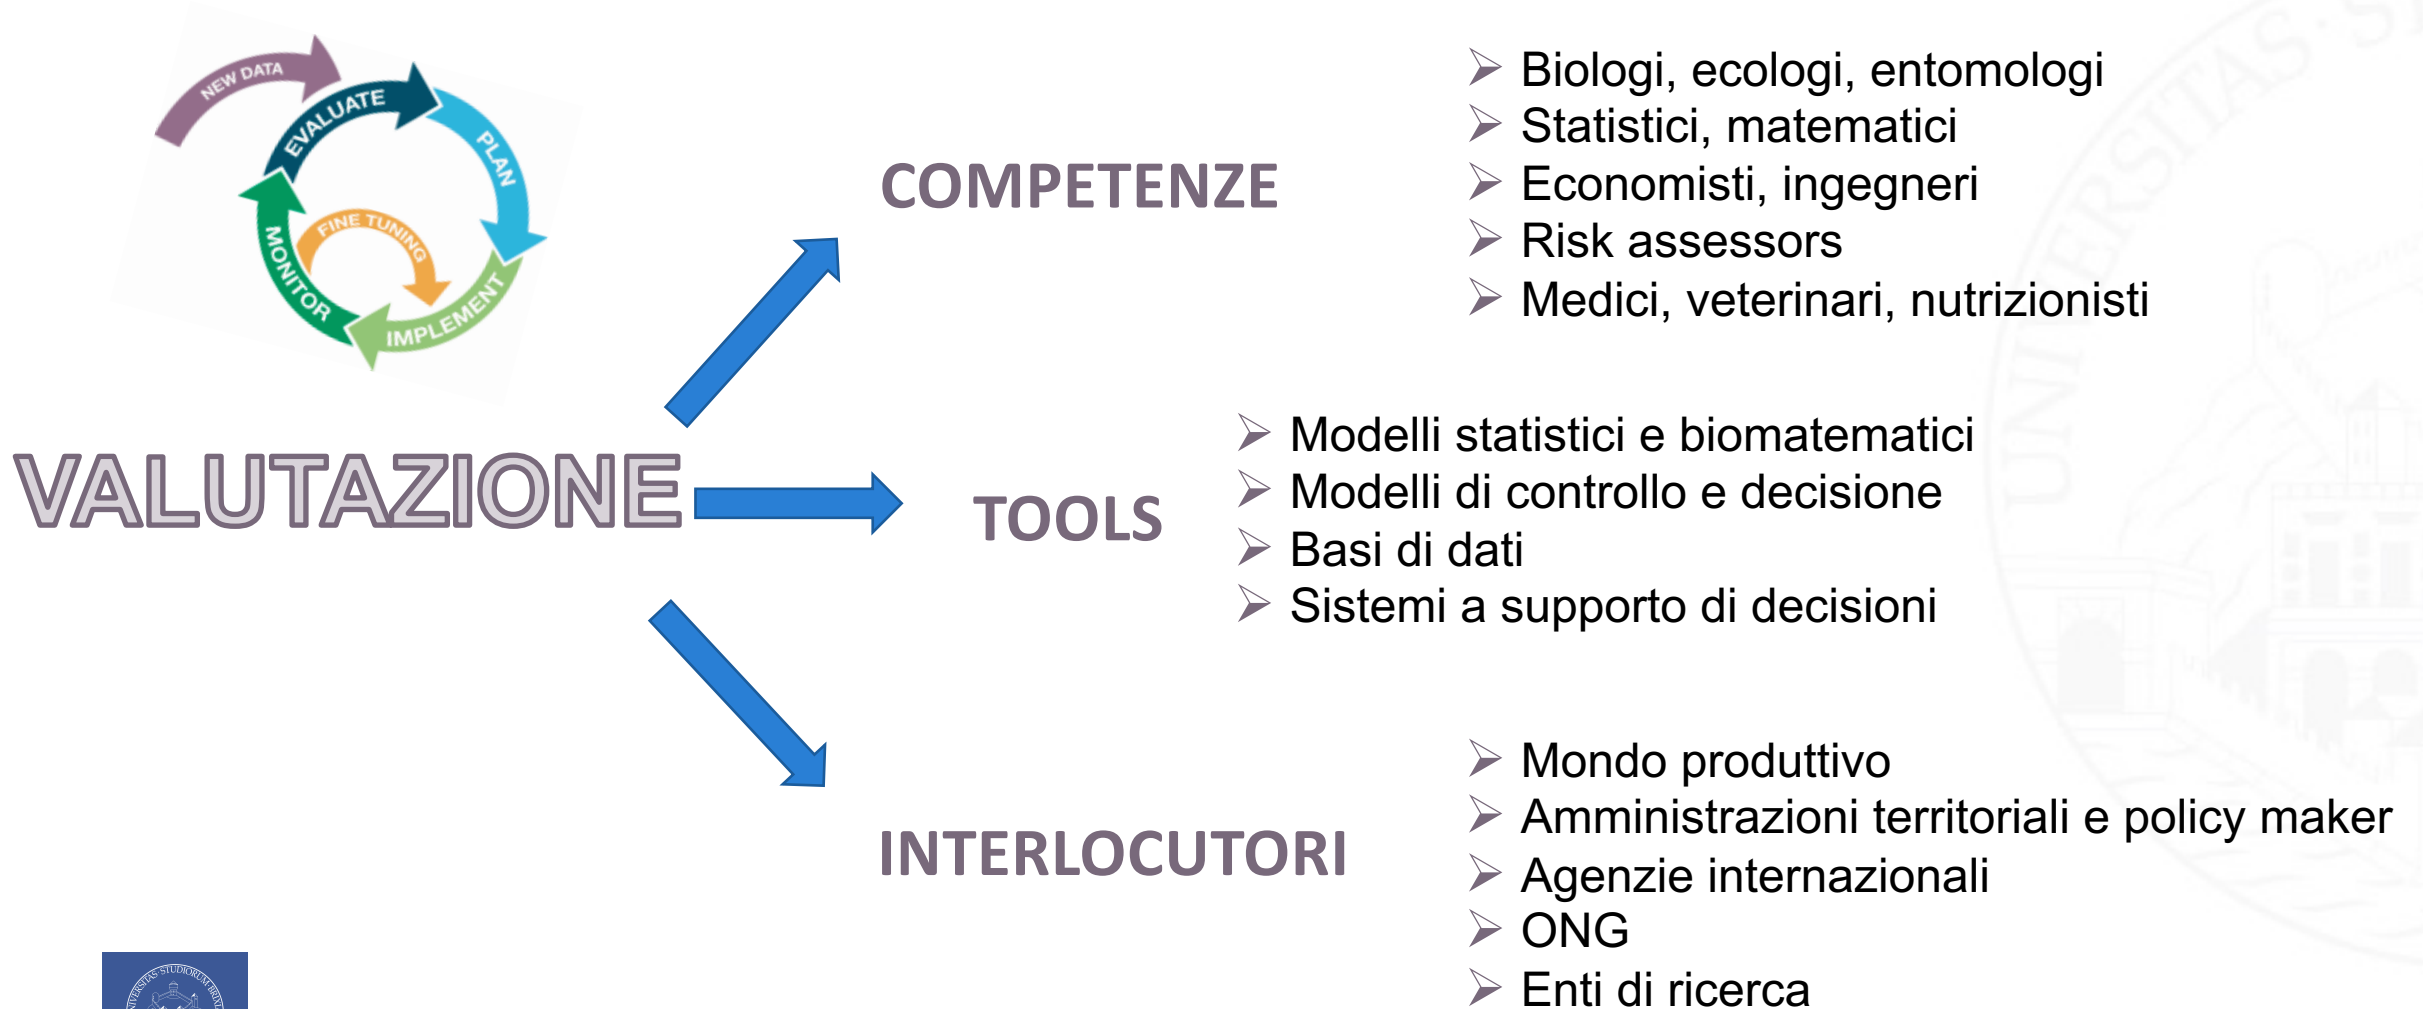 NEW DATA
EVALUATE
PLAN
FINE TUNING
MONITOR
IMPLEMENT
VALUTAZIONE
COMPETENZE
Biologi, ecologi, entomologi
Statistici, matematici
Economisti, ingegneri
Risk assessors
Medici, veterinari, nutrizionisti
TOOLS
Modelli statistici e biomatematici
Modelli di controllo e decisione
Basi di dati
Sistemi a supporto di decisioni
INTERLOCUTORI
Mondo produttivo
Amministrazioni territoriali e policy maker
Agenzie internazionali
ONG
Enti di ricerca
STUDIORUM